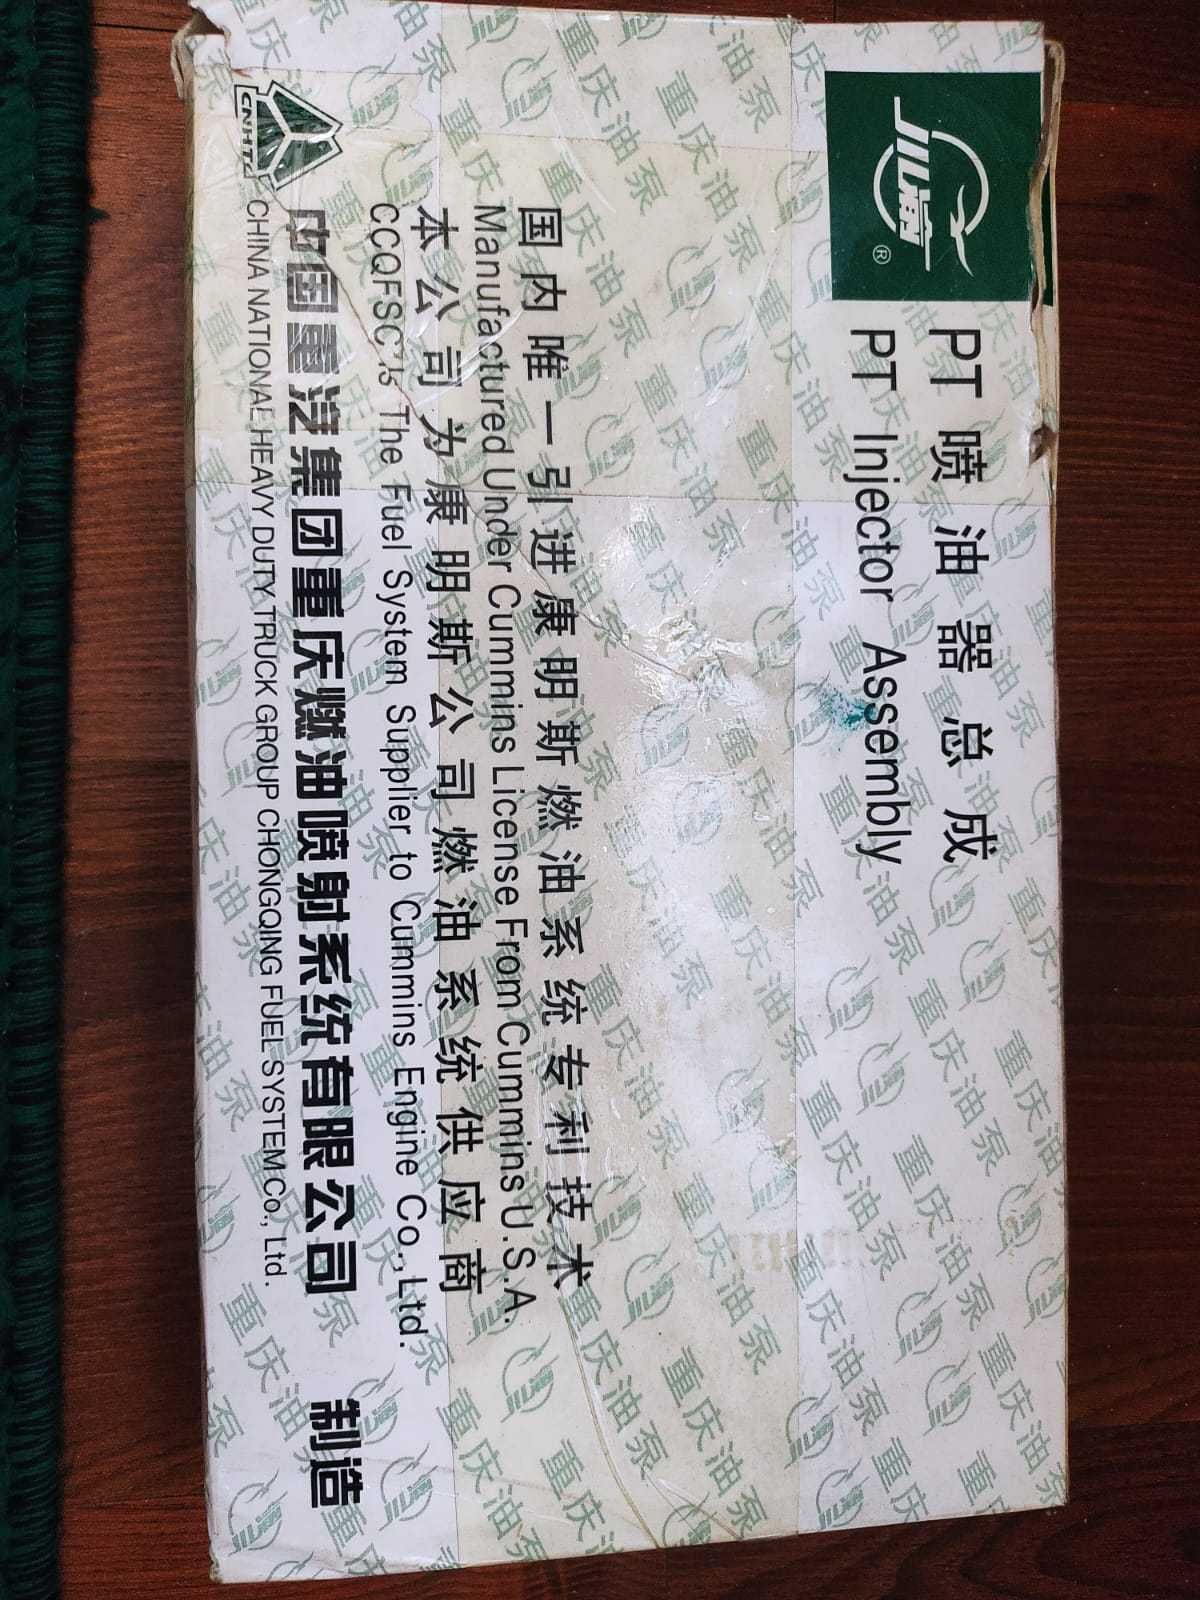 PT喷油器总成
PT Injector Assembly
国内唯一引进康明斯燃油系统专利技术
Manufactured Under Cummins License From Cummins U.S.A.
本公司为康明斯公司燃油系统供应商
CCQFSC Is The Fuel System Supplier to Cummins Engine Co., Ltd.
CNHTC
中国重汽集团重庆燃油喷射系统有限公司 制造
CHINA NATIONAL HEAVY DUTY TRUCK GROUP CHONGQING FUEL SYSTEM Co., Ltd.
重庆油泵